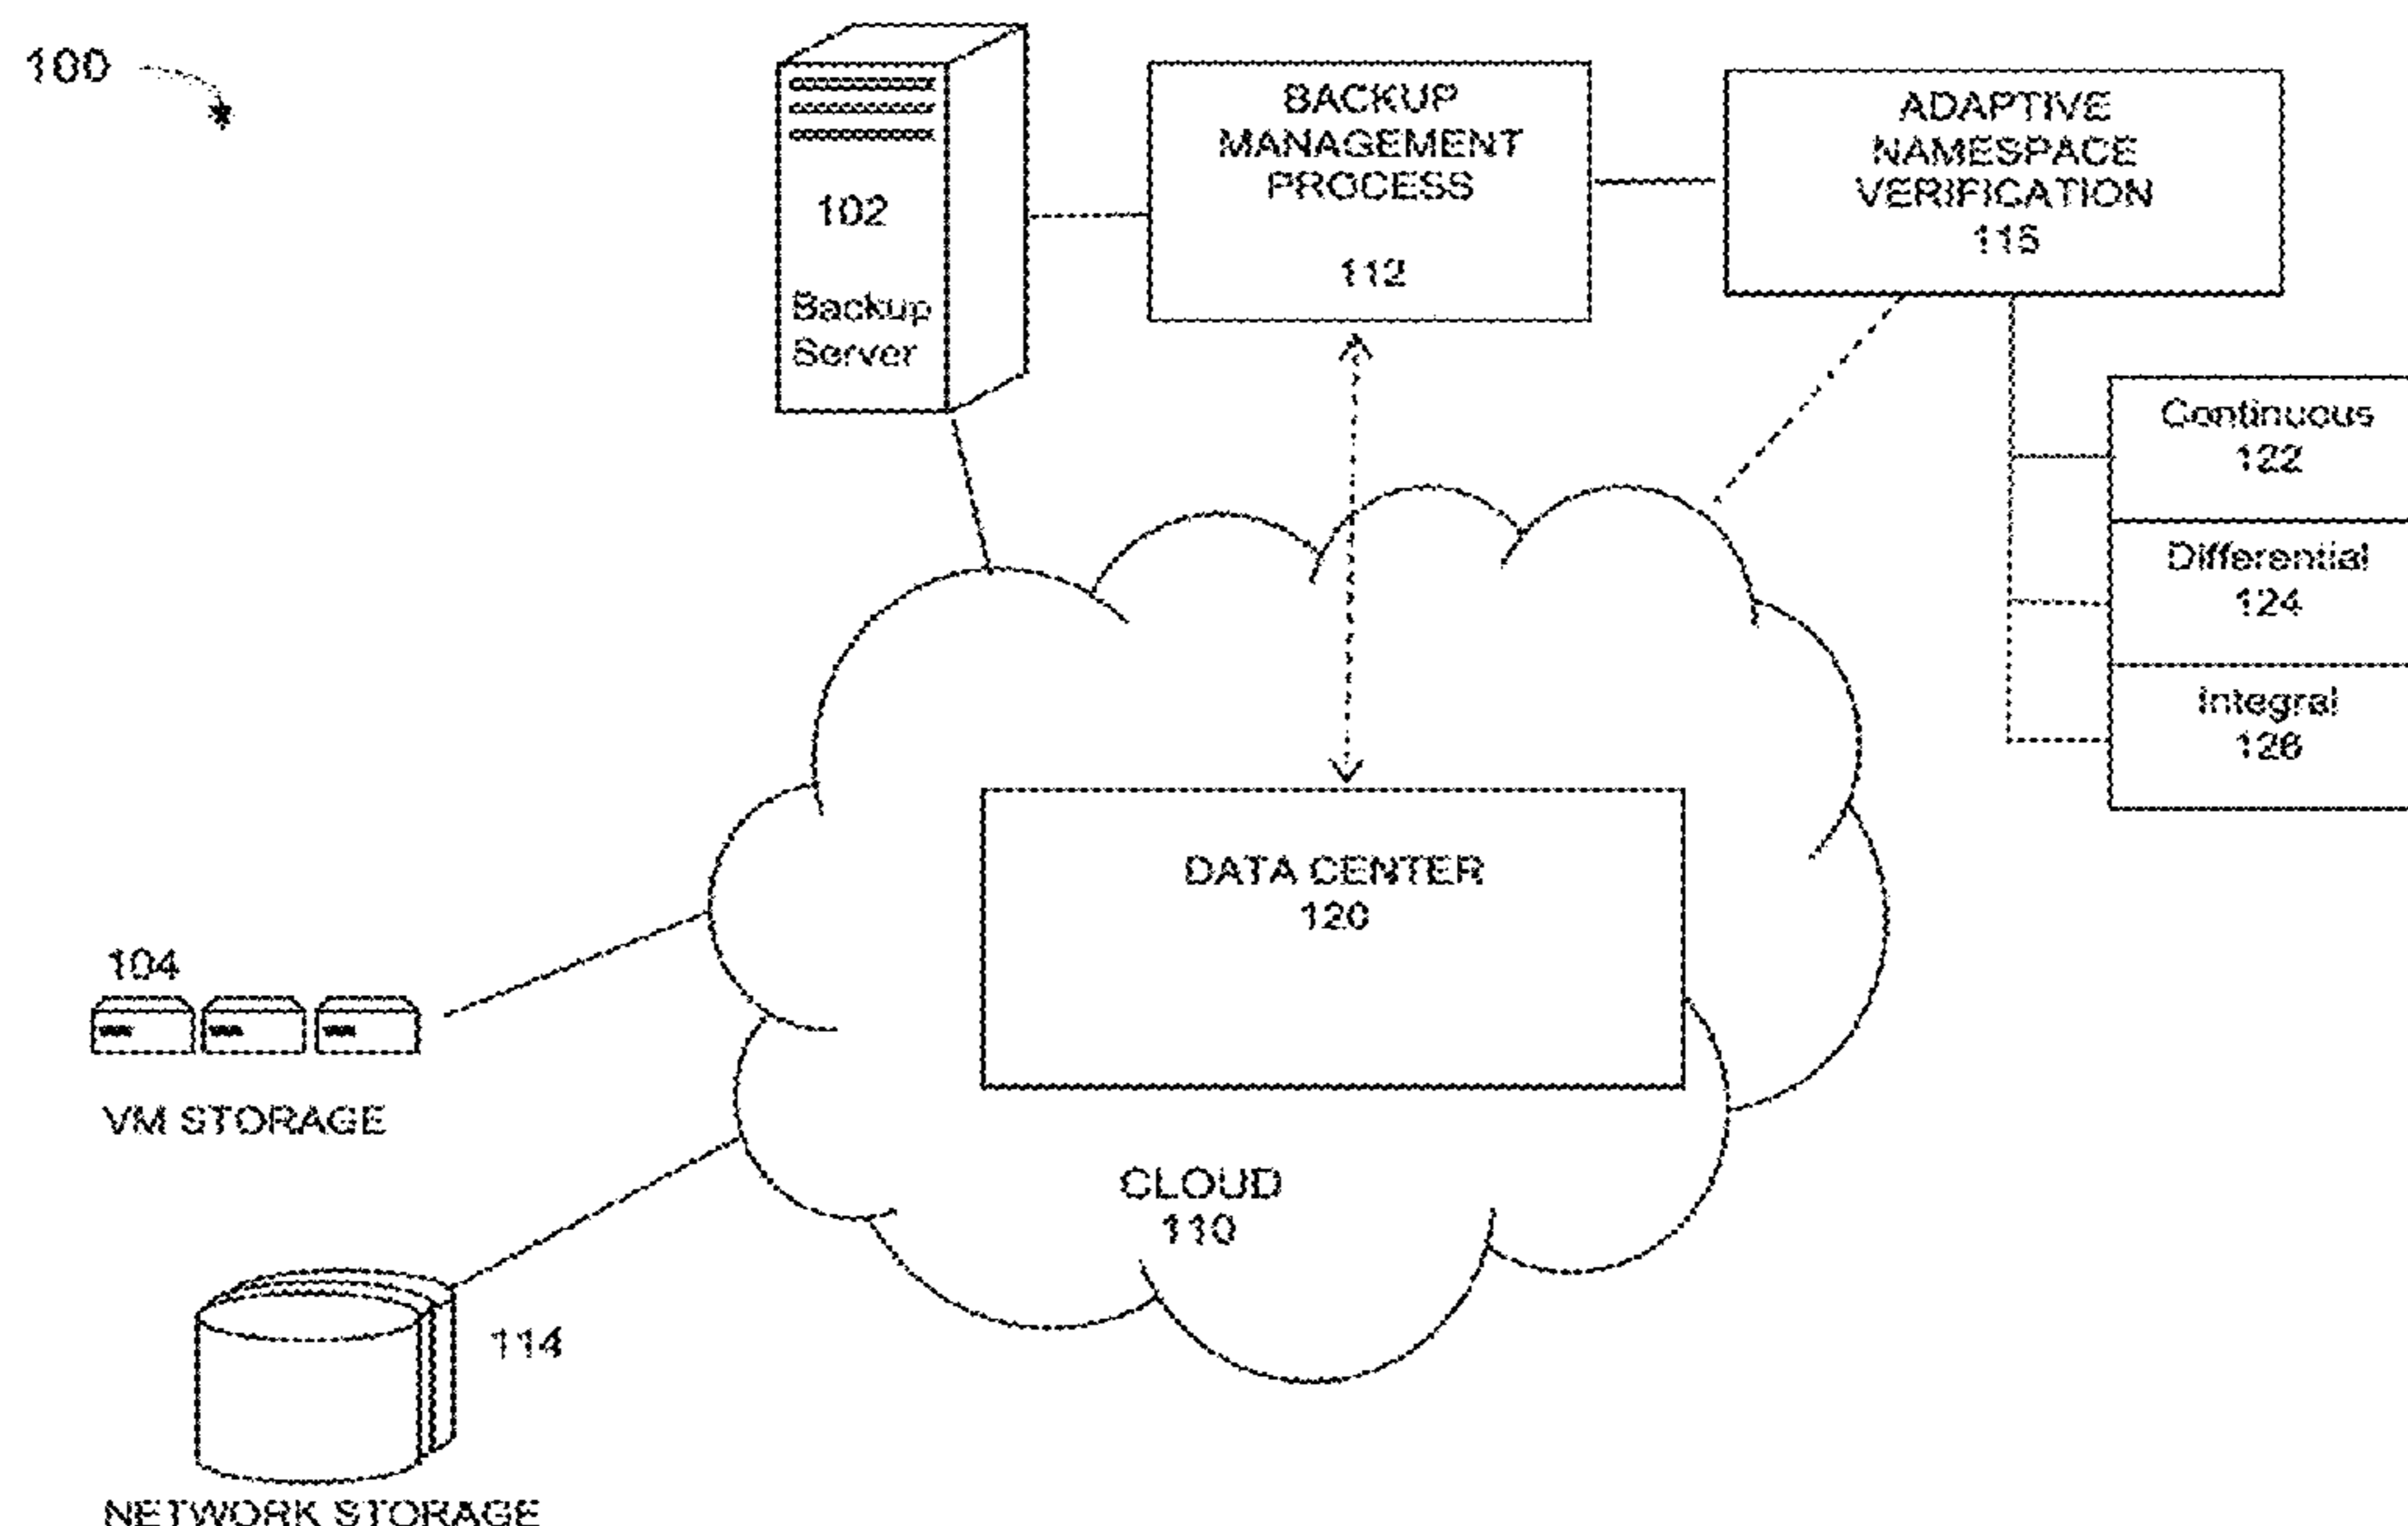 100
102
Backup
Server
BACKUP
MANAGEMENT
PROCESS
112
ADAPTIVE
NAMESPACE
VERIFICATION
116
Continuous
122
Differential
124
Integral
126
DATA CENTER
120
104
VM STORAGE
CLOUD
110
114
NETWORK STORAGE